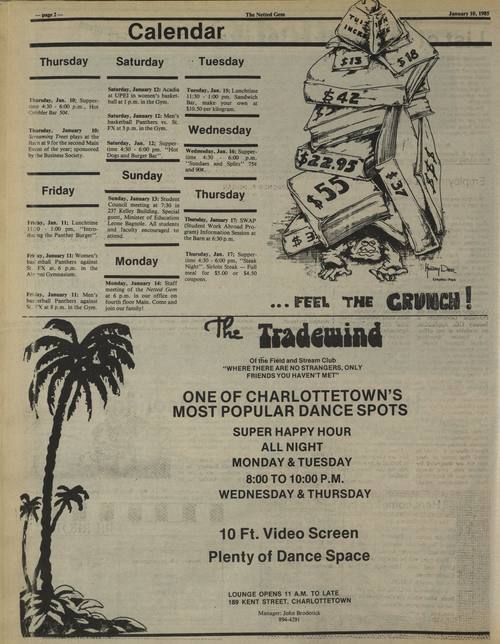 — page 2 —
The Netted Gem
January 10, 1985
Calendar
Thursday
Thursday, Jan. 10; Supper-
time 4:30 - 6:00 p.m., Hot
Cobbler Bar 50¢.
Thursday, January 10:
Screaming Trees plays at the
Barn at 9 for the second Main
Event of the year; sponsored
by the Business Society.
Friday
Friday, Jan. 11; Lunchtime
11:30 - 1:00 pm, "Intro-
ducing the Panther Burger".
Friday, January 11: Women's
basketball Panthers against
St. FX at 6 p.m. in the
Alumni Gymnasium.
Friday, January 11: Men's
basketball Panthers against
St. FX at 8 p.m. in the Gym.
Saturday
Saturday, January 12: Acadia
at UPEI in women's basket-
ball at 1 p.m. in the Gym.
Saturday, January 12: Men's
basketball Panthers vs. St.
FX at 3 p.m. in the Gym.
Saturday, Jan. 12; Supper-
time 4:30 - 6:00 pm. "Hot
Dogs and Burger Bar".
Sunday
Sunday, January 13: Student
Council meeting at 7:30 in
237 Kelley Building. Special
guest, Minister of Education
Leone Bagnole. All students
and faculty encouraged to
attend.
Monday
Monday, January 14: Staff
meeting of the Netted Gem
at 6 p.m. in our office on
fourth floor Main. Come and
join our family!
Tuesday
Tuesday, Jan. 15; Lunchtime
11:30 - 1:00 pm. Sandwich
Bar, make your own at
$10.50 per kilogram.
Wednesday
Wednesday, Jan. 16; Supper-
time 4:30 - 6:00 p.m.
"Sundaes and Splits" 75¢
and 90¢.
Thursday
Thursday, January 17: SWAP
(Student Work Abroad Pro-
gram) Information Session at
the Barn at 6:30 p.m.
Thursday, Jan. 17; Supper-
time 4:30 - 6:00 pm, "Steak
Night". Sirloin Steak — Full
meal for $5.00 or $4.50
coupons.
$15
$18
$42
$22.95
$55
$37
$$$
$3
Graphic Pool
...FEEL THE CRUNCH!
The Tradewind
Of the Field and Stream Club
"WHERE THERE ARE NO STRANGERS, ONLY
FRIENDS YOU HAVEN'T MET"
ONE OF CHARLOTTETOWN'S
MOST POPULAR DANCE SPOTS
SUPER HAPPY HOUR
ALL NIGHT
MONDAY & TUESDAY
8:00 TO 10:00 P.M.
WEDNESDAY & THURSDAY
10 Ft. Video Screen
Plenty of Dance Space
LOUNGE OPENS 11 A.M. TO LATE
189 KENT STREET, CHARLOTTETOWN
Manager: John Broderick
894-4291